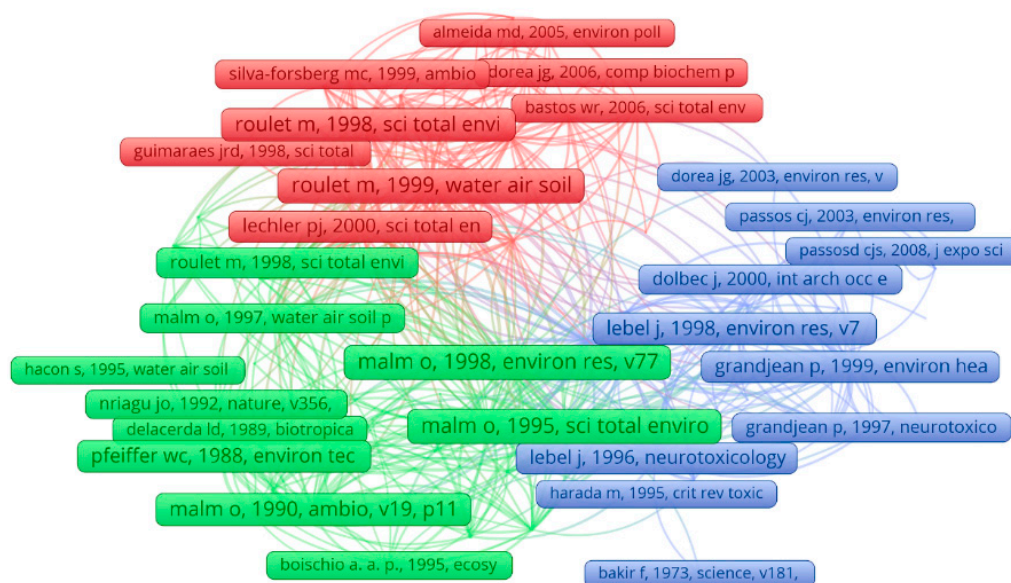 almeida md, 2005, environ poll
silva-forsberg mc, 1999, ambio
dorea jg, 2006, comp biochem p
bastos wr, 2006, sci total env
roulet m, 1998, sci total envi
guimaraes jrd, 1998, sci total
dorea jg, 2003, environ res, v
roulet m, 1999, water air soil
passos cj, 2003, environ res,
lechler pj, 2000, sci total en
passosd cjs, 2008, j expo sci
roulet m, 1998, sci total envi
dolbec j, 2000, int arch occ e
malm o, 1997, water air soil p
lebel j, 1998, environ res, v7
malm o, 1998, environ res, v77
grandjean p, 1999, environ hea
hacon s, 1995, water air soil
nriagu jo, 1992, nature, v356,
malm o, 1995, sci total enviro
grandjean p, 1997, neurotoxico
delacerda ld, 1989, biotropica
pfeiffer wc, 1988, environ tec
lebel j, 1996, neurotoxicology
harada m, 1995, crit rev toxic
malm o, 1990, ambio, v19, p11
boischio a. a. p., 1995, ecosy
bakir f, 1973, science, v181,